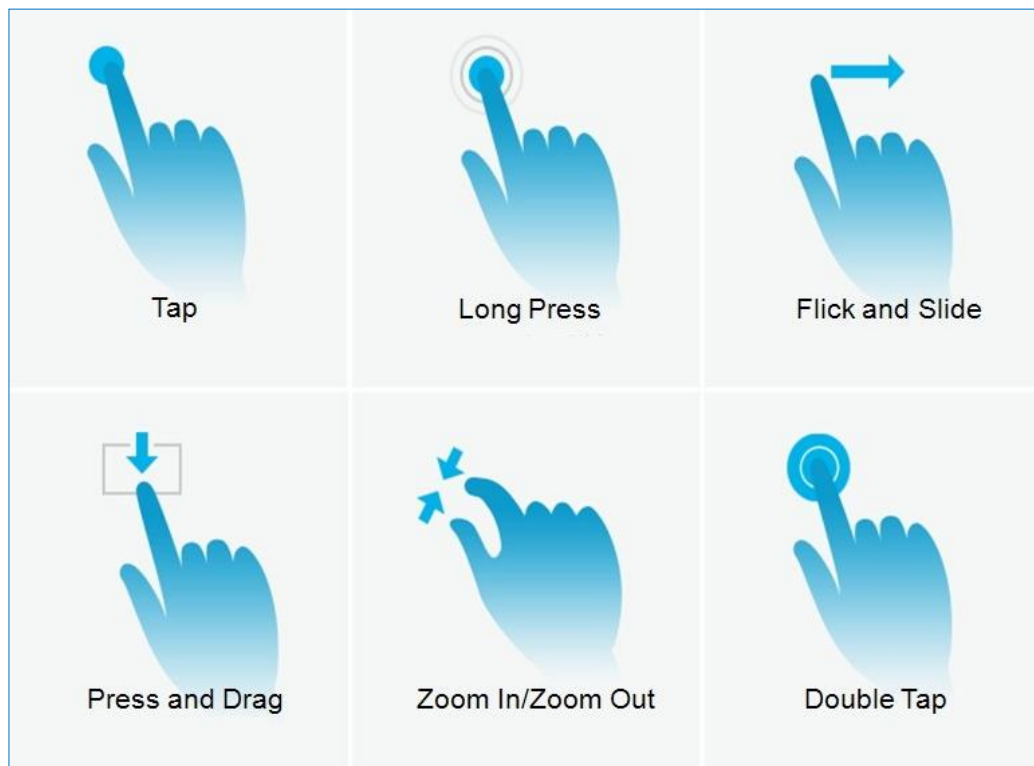 Tap
Long Press
Flick and Slide
Press and Drag
Zoom In/Zoom Out
Double Tap